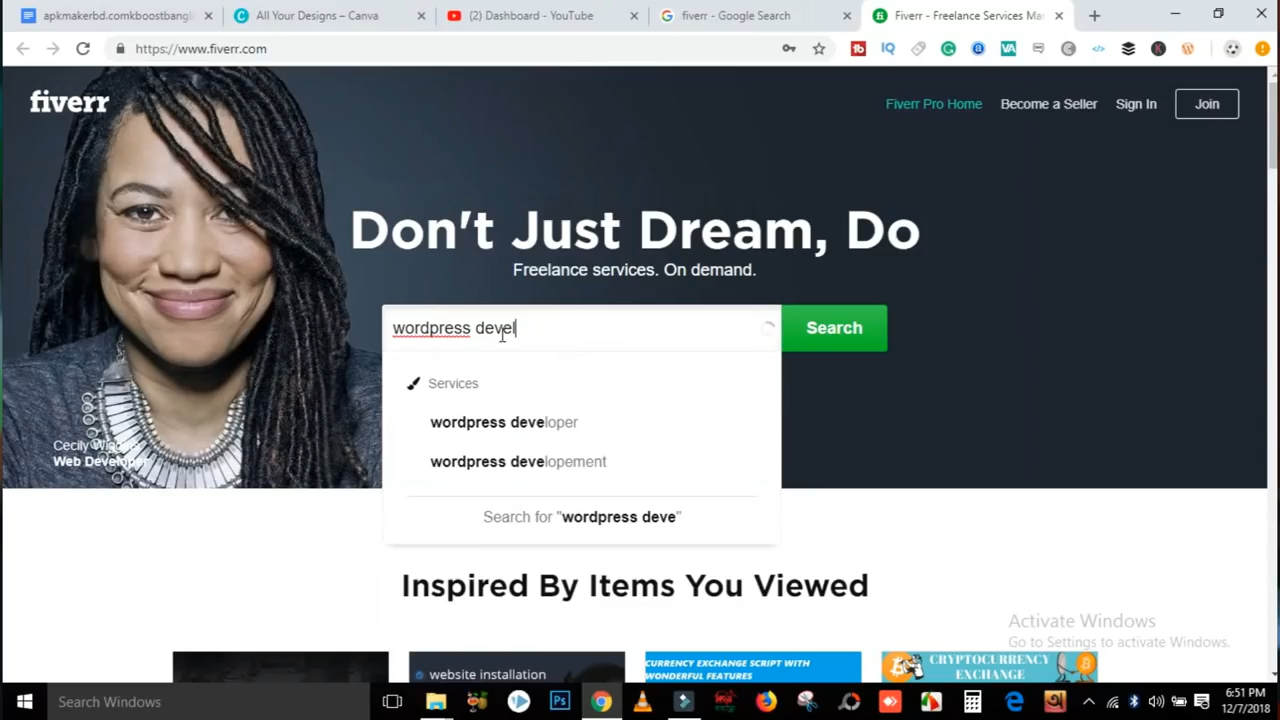 apkmakerbd.comkboostbangl
All Your Designs – Canva
(2) Dashboard - YouTube
fiverr - Google Search
Fiverr - Freelance Services Ma
https://www.fiverr.com
fiverr
Fiverr Pro Home
Become a Seller
Sign In
Join
Don't Just Dream, Do
Freelance services. On demand.
wordpress devel
Search
Services
wordpress developer
wordpress developement
Search for "wordpress deve"
Web Developer
Inspired By Items You Viewed
website installation
CURRENCY EXCHANGE SCRIPT WITH
WONDERFUL FEATURES
CRYPTOCURRENCY
EXCHANGE
Activate Windows
Go to Settings to activate Windows.
Search Windows
6:51 PM
12/7/2018